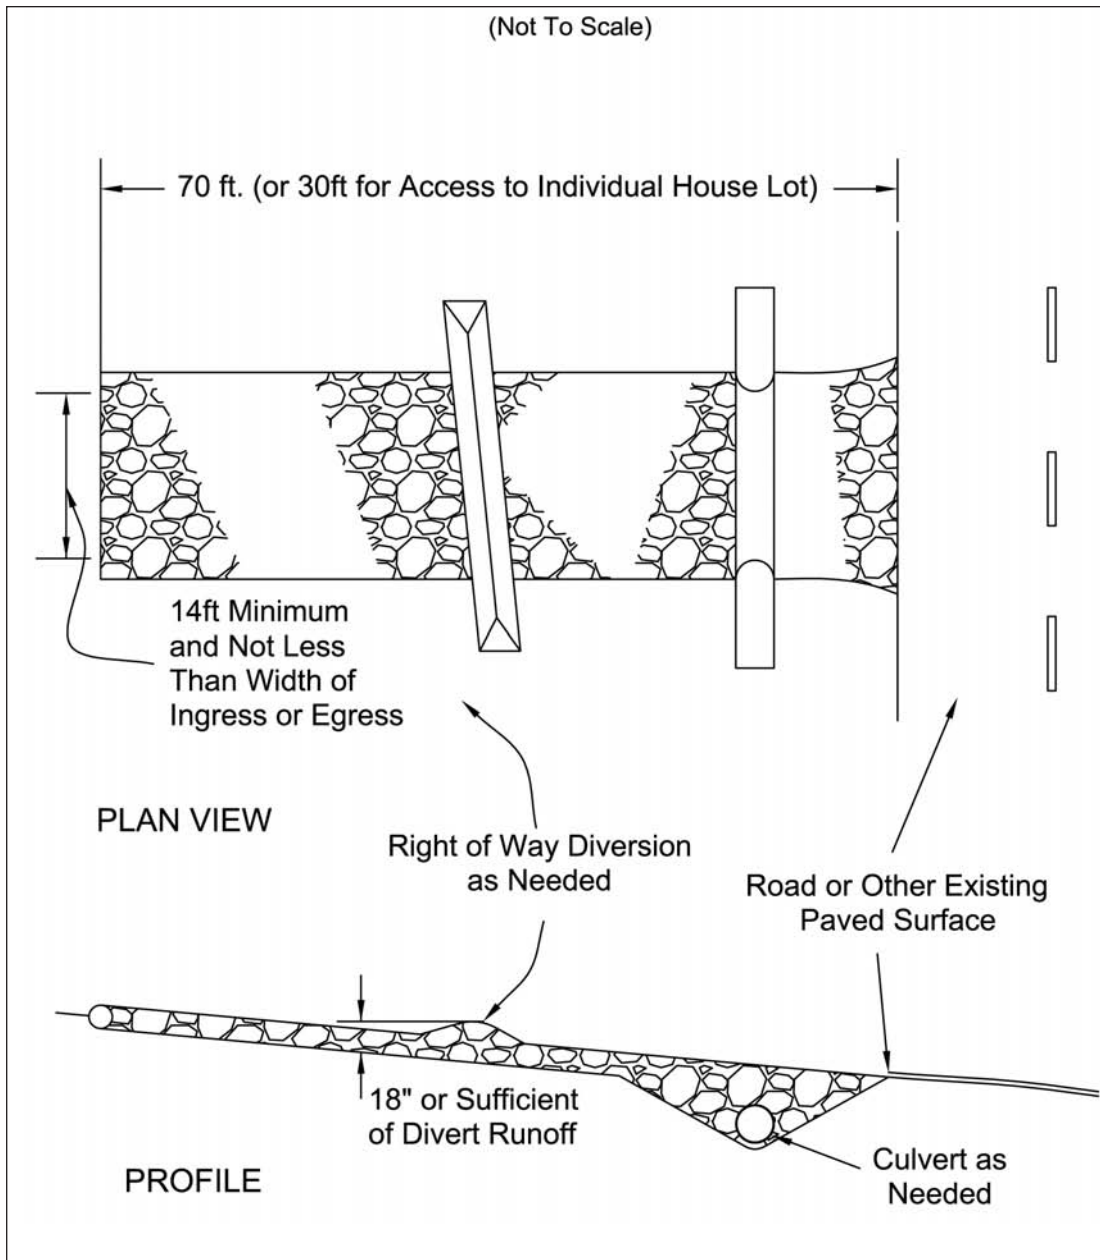 (Not To Scale)
70 ft. (or 30ft for Access to Individual House Lot)
14ft Minimum
and Not Less
Than Width of
Ingress or Egress
PLAN VIEW
Right of Way Diversion
as Needed
Road or Other Existing
Paved Surface
18" or Sufficient
of Divert Runoff
Culvert as
Needed
PROFILE